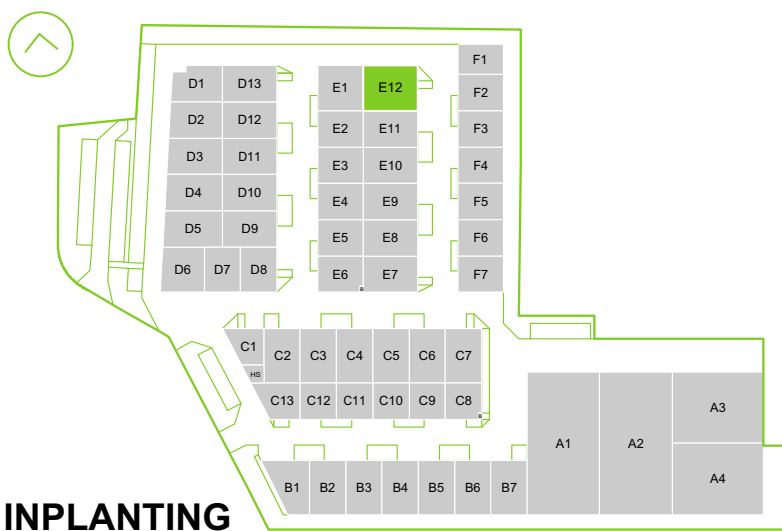 F1
D1 D13 E1 E12 F2
D2 D12 E2 E11 F3
D3 D11 E3 E10 F4
D4 D10 E4 E9 F5
D5 D9 E5 E8 F6
D6 D7 D8 E6 E7 F7
B
C1 C2 C3 C4 C5 C6 C7
HS
C13 C12 C11 C10 C9 C8
B
A1 A2 A3
A4
B1 B2 B3 B4 B5 B6 B7
INPLANTING